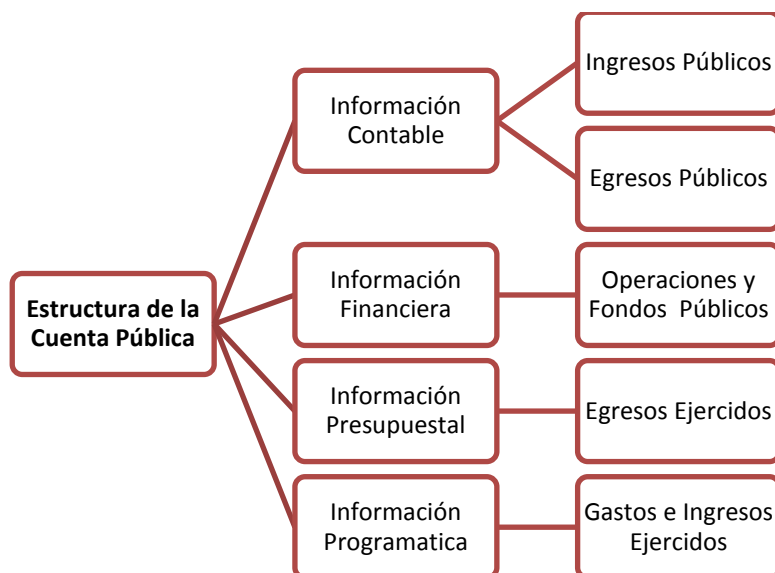 Estructura de la
Cuenta Pública
Información
Contable
Ingresos Públicos
Egresos Públicos
Información
Financiera
Operaciones y
Fondos Públicos
Información
Presupuestal
Egresos Ejercidos
Información
Programatica
Gastos e Ingresos
Ejercidos